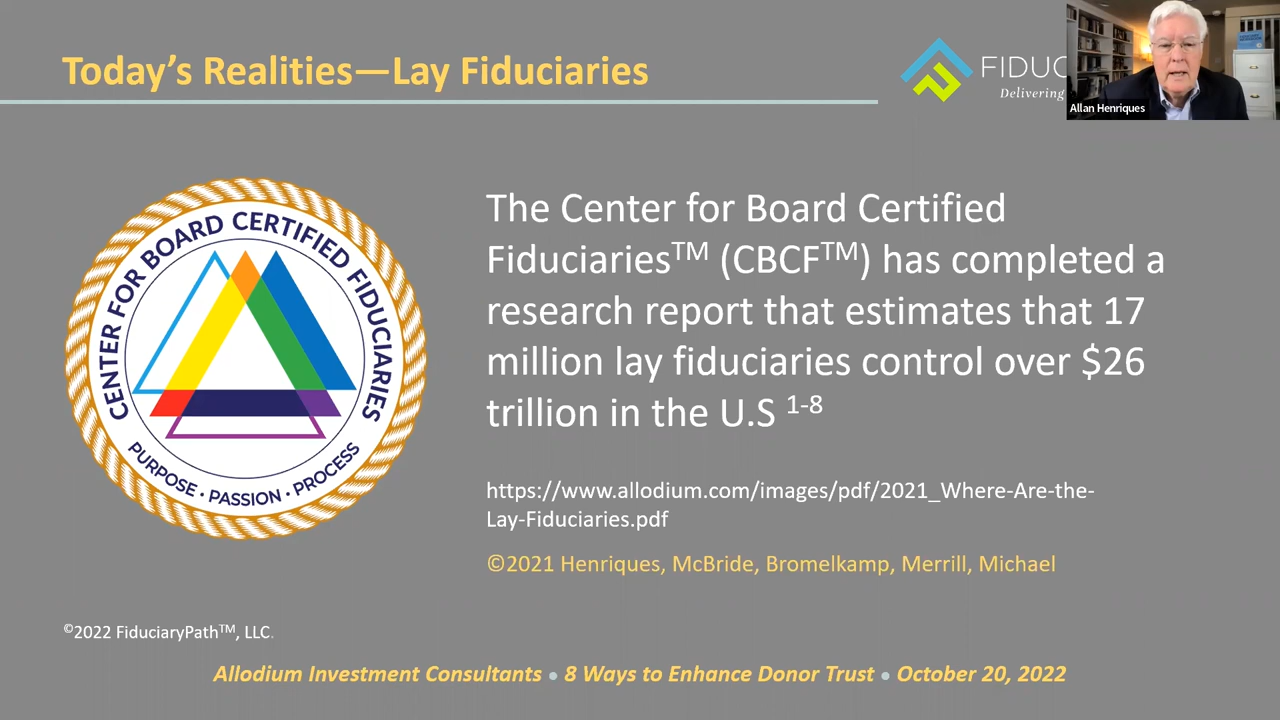 Today's Realities—Lay Fiduciaries
FIDUC
Delivering
Allan Henriques
CENTER FOR BOARD CERTIFIED FIDUCIARIES
PURPOSE · PASSION · PROCESS
The Center for Board Certified
Fiduciaries™ (CBCF™) has completed a
research report that estimates that 17
million lay fiduciaries control over $26
trillion in the U.S 1-8
https://www.allodium.com/images/pdf/2021_Where-Are-the-
Lay-Fiduciaries.pdf
©2021 Henriques, McBride, Bromelkamp, Merrill, Michael
©2022 FiduciaryPath™, LLC.
Allodium Investment Consultants • 8 Ways to Enhance Donor Trust • October 20, 2022